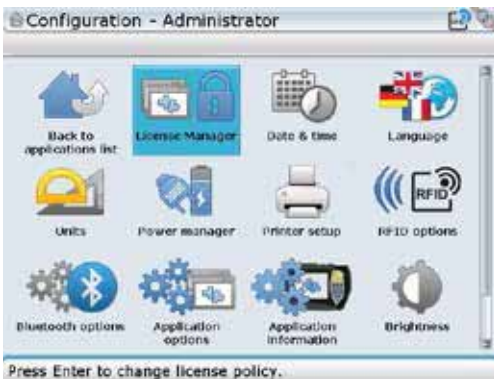 Configuration - Administrator
Back to
applications list
License Manager
Date & time
Language
Units
Power manager
Printer setup
RFID
RFID options
Bluetooth options
Application
options
Application
Information
Brightness
Press Enter to change license policy.